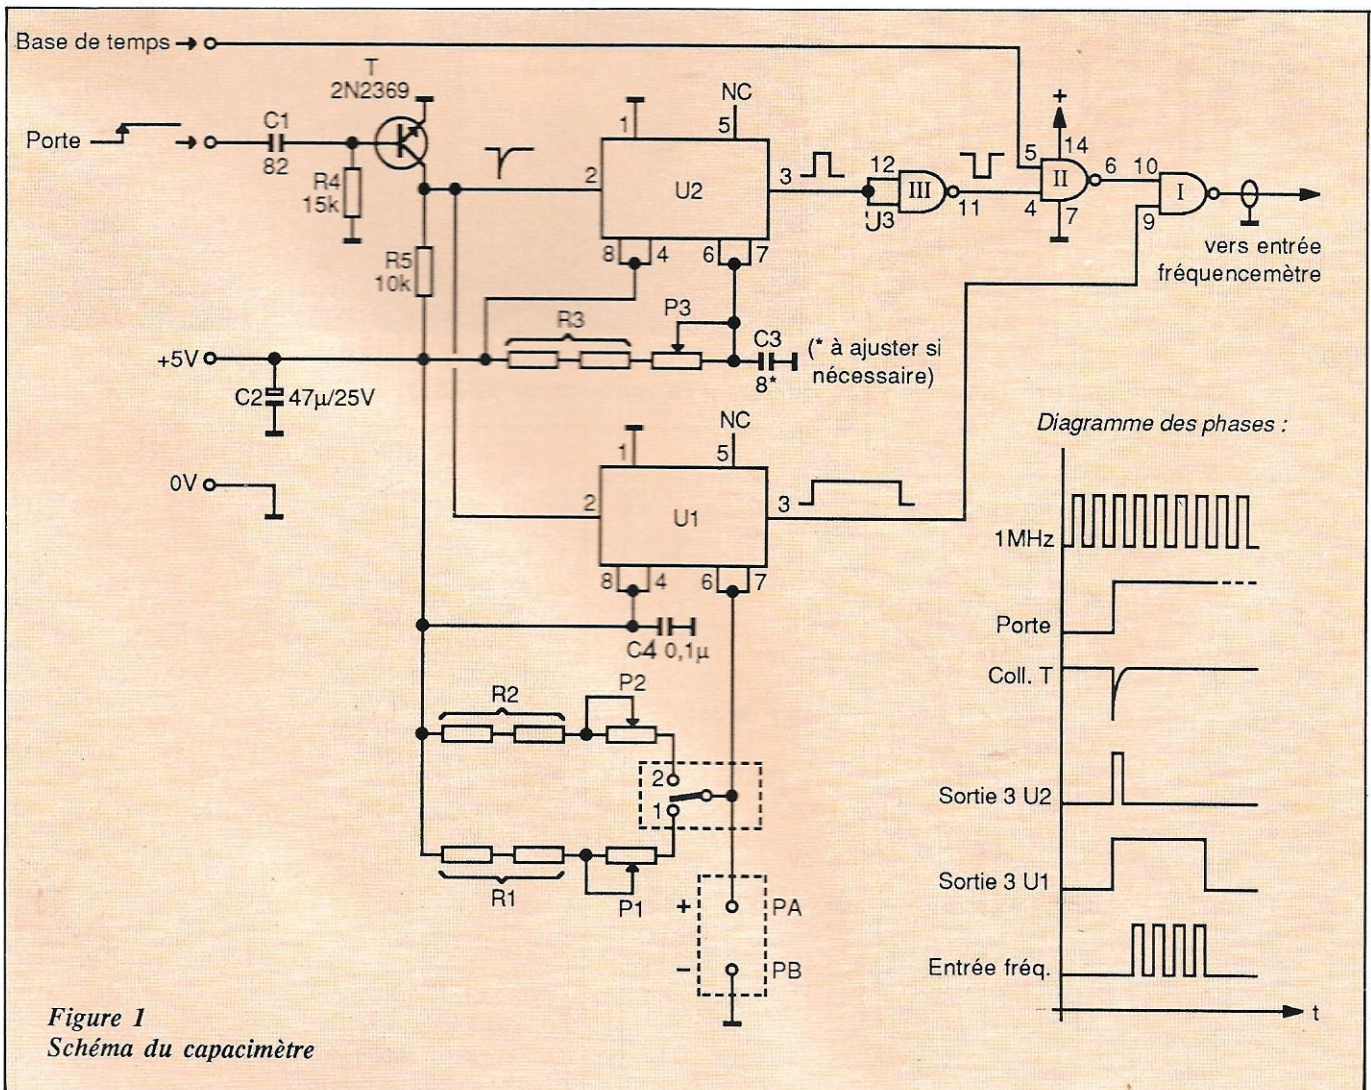 Base de temps
T
2N2369
Porte
C1
82
R4
15k
R5
10k
NC
1
5
2
U2
3
8
4
6
7
12
III
11
U3
+
5
14
II
6
4
7
10
I
9
vers entrée
fréquencemètre
+5V
R3
P3
C3
8*
(* à ajuster si
nécessaire)
C2
47µ/25V
0V
NC
1
5
2
U1
3
8
4
6
7
C4 0,1µ
R2
P2
2
1
R1
P1
+
PA
−
PB
Diagramme des phases :
1MHz
Porte
Coll. T
Sortie 3 U2
Sortie 3 U1
Entrée fréq.
t
Figure 1
Schéma du capacimètre